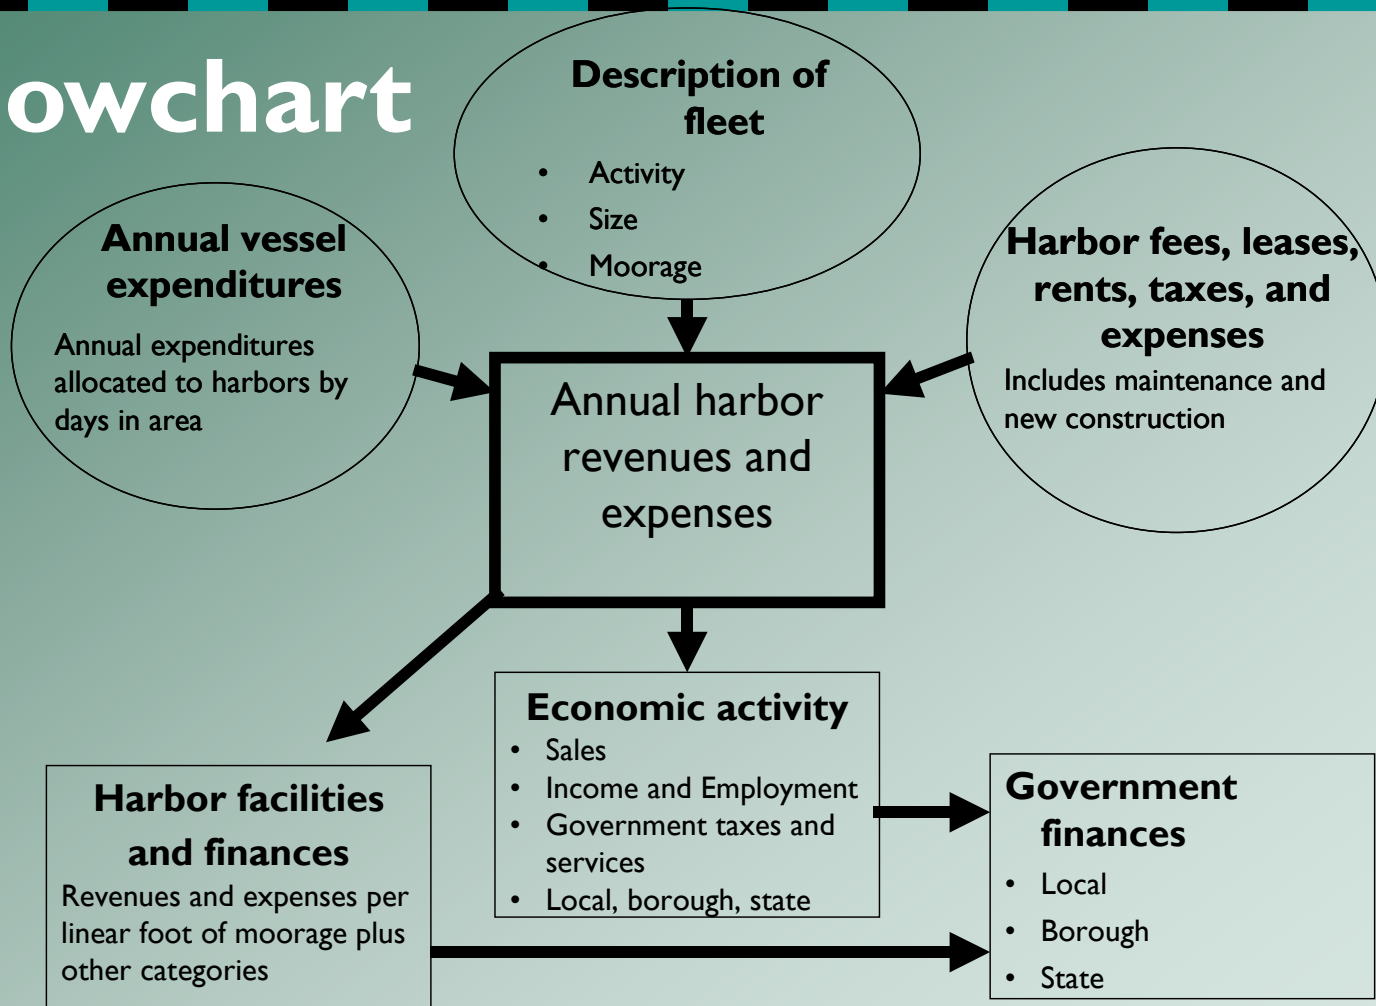 owchart
Description of
fleet
• Activity
• Size
• Moorage
Annual vessel
expenditures
Annual expenditures
allocated to harbors by
days in area
Harbor fees, leases,
rents, taxes, and
expenses
Includes maintenance and
new construction
Annual harbor
revenues and
expenses
Economic activity
• Sales
• Income and Employment
• Government taxes and
services
• Local, borough, state
Harbor facilities
and finances
Revenues and expenses per
linear foot of moorage plus
other categories
Government
finances
• Local
• Borough
• State